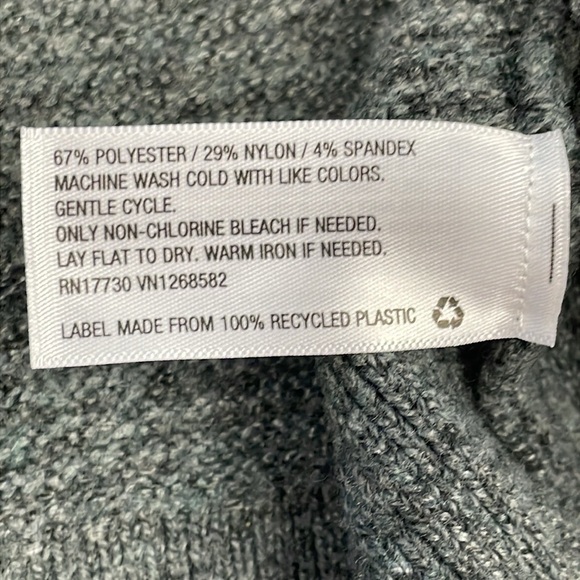 67% POLYESTER / 29% NYLON / 4% SPANDEX
MACHINE WASH COLD WITH LIKE COLORS.
GENTLE CYCLE.
ONLY NON-CHLORINE BLEACH IF NEEDED.
LAY FLAT TO DRY. WARM IRON IF NEEDED.
RN17730 VN1268582
LABEL MADE FROM 100% RECYCLED PLASTIC